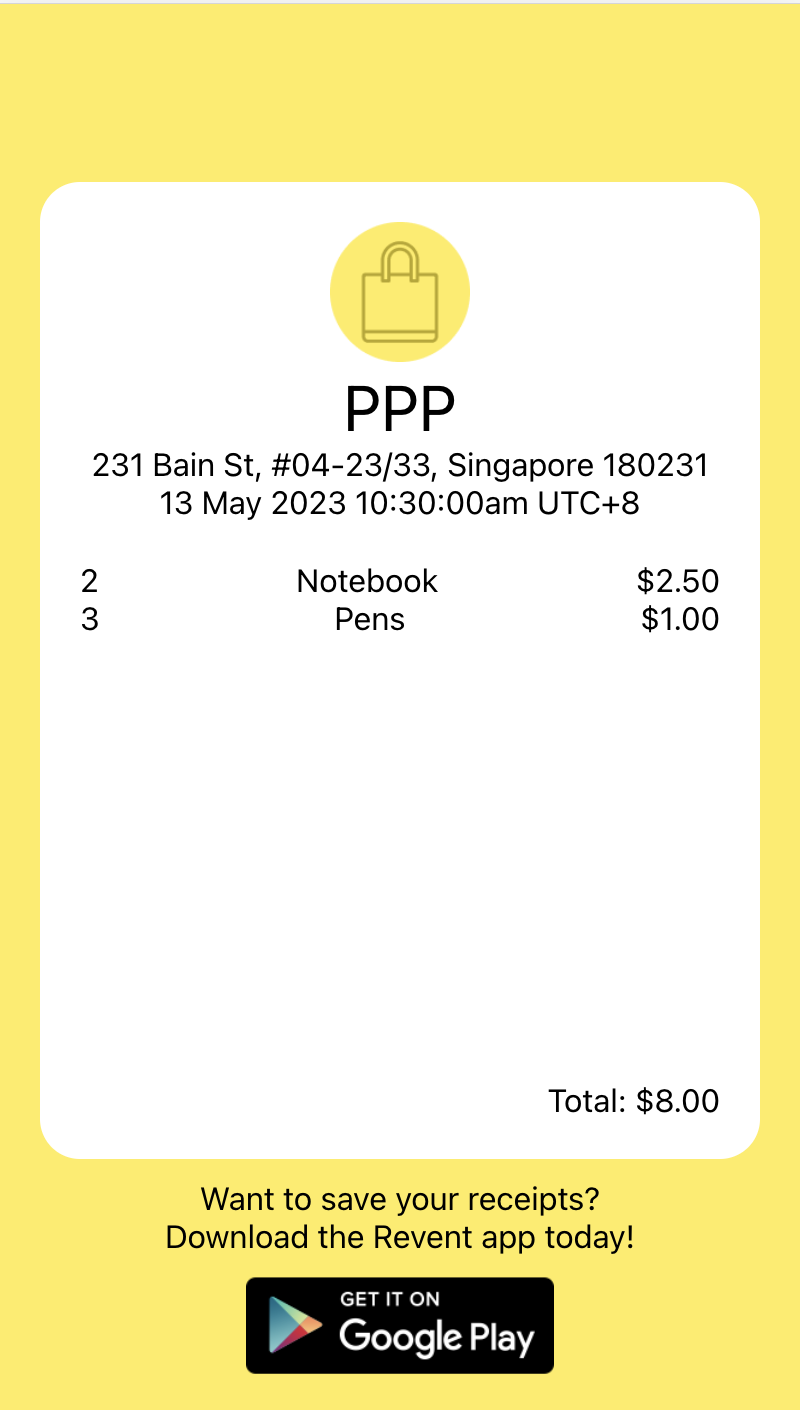 PPP
231 Bain St, #04-23/33, Singapore 180231
13 May 2023 10:30:00am UTC+8
2 Notebook $2.50
3 Pens $1.00
Total: $8.00
Want to save your receipts?
Download the Revent app today!
GET IT ON
Google Play